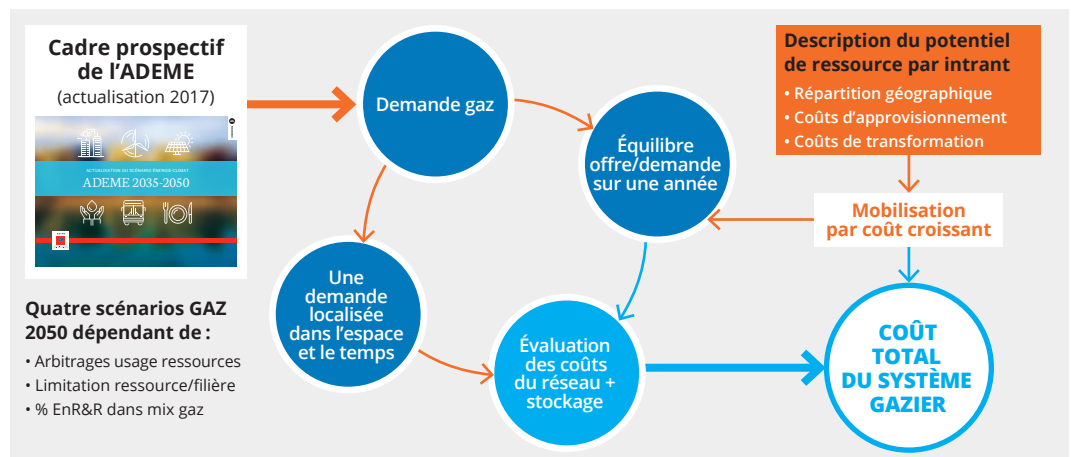 Cadre prospectif
de l'ADEME
(actualisation 2017)
ACTUALISATION DU SCÉNARIO ÉNERGIE-CLIMAT
ADEME 2035-2050
Quatre scénarios GAZ
2050 dépendant de :
• Arbitrages usage ressources
• Limitation ressource/filière
• % EnR&R dans mix gaz
Demande gaz
Une
demande
localisée
dans l'espace
et le temps
Équilibre
offre/demande
sur une année
Évaluation
des coûts
du réseau +
stockage
Description du potentiel
de ressource par intrant
• Répartition géographique
• Coûts d'approvisionnement
• Coûts de transformation
Mobilisation
par coût croissant
COÛT
TOTAL
DU SYSTÈME
GAZIER